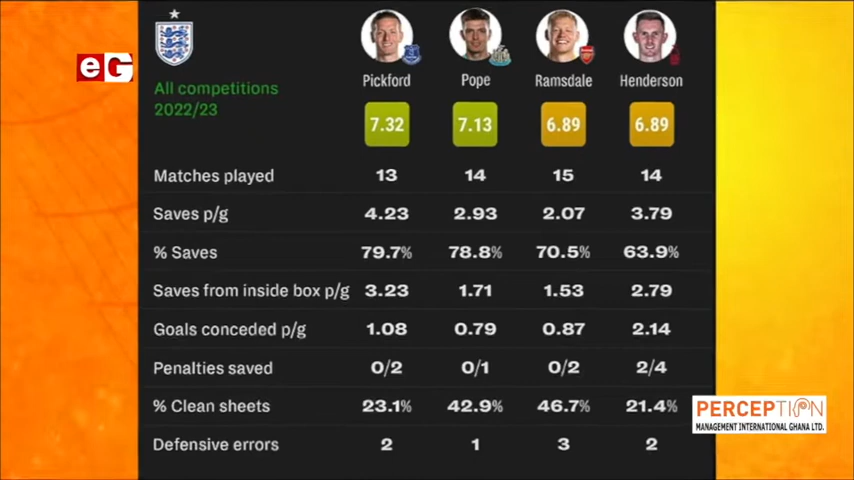 eG
All competitions
2022/23
Pickford Pope Ramsdale Henderson
7.32 7.13 6.89 6.89
Matches played 13 14 15 14
Saves p/g 4.23 2.93 2.07 3.79
% Saves 79.7% 78.8% 70.5% 63.9%
Saves from inside box p/g 3.23 1.71 1.53 2.79
Goals conceded p/g 1.08 0.79 0.87 2.14
Penalties saved 0/2 0/1 0/2 2/4
% Clean sheets 23.1% 42.9% 46.7% 21.4%
Defensive errors 2 1 3 2
PERCEPTION
MANAGEMENT INTERNATIONAL GHANA LTD.